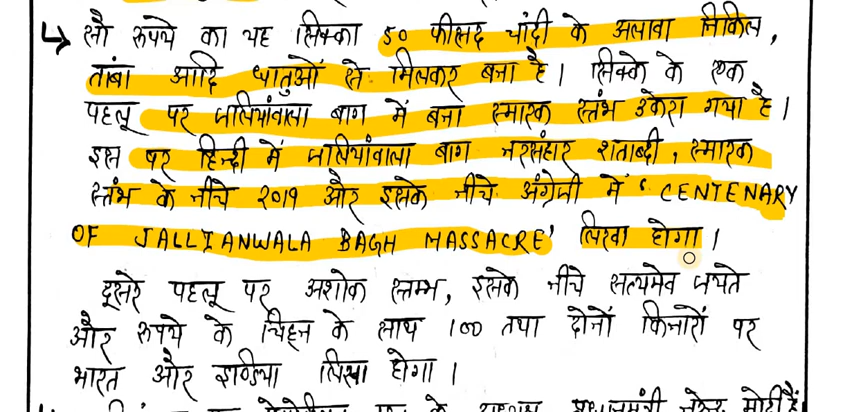 ↳ सौ रुपये का यह सिक्का 50 फीसद चांदी के अलावा निकिल,
तांबा आदि धातुओं से मिलकर बना है। सिक्के के एक
पहलू पर जलियांवाला बाग में बना स्मारक स्तंभ उकेरा गया है।
इस पर हिन्दी में जलियांवाला बाग नरसंहार शताब्दी, स्मारक
स्तंभ के नीचे 2019 और इसके नीचे अंग्रेजी में ' CENTENARY
OF JALLIANWALA BAGH MASSACRE' लिखा होगा।
दूसरे पहलू पर अशोक स्तम्भ, इसके नीचे सत्यमेव जयते
और रुपये के चिह्न के साथ 100 तथा दोनों किनारों पर
भारत और इण्डिया लिखा होगा।